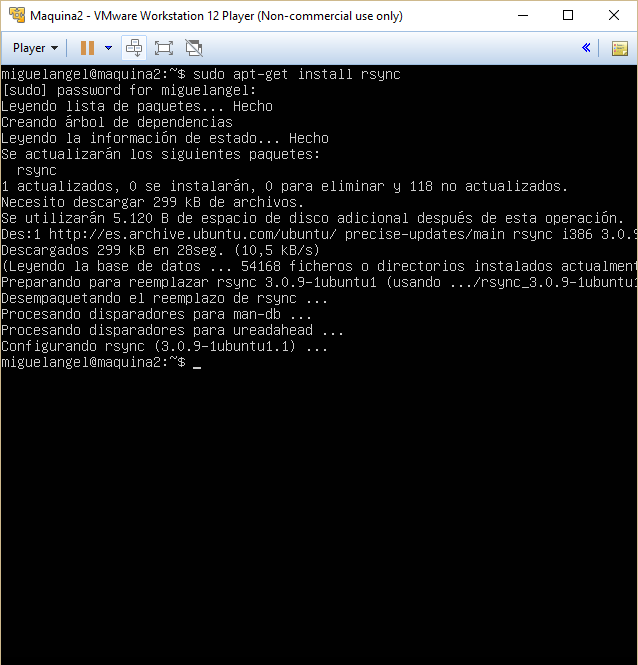 Maquina2 - VMware Workstation 12 Player (Non-commercial use only)
Player
miguelangel@maquina2:~$ sudo apt-get install rsync
[sudo] password for miguelangel:
Leyendo lista de paquetes... Hecho
Creando árbol de dependencias
Leyendo la información de estado... Hecho
Se actualizarán los siguientes paquetes:
rsync
1 actualizados, 0 se instalarán, 0 para eliminar y 118 no actualizados.
Necesito descargar 299 kB de archivos.
Se utilizarán 5.120 B de espacio de disco adicional después de esta operación.
Des:1 http://es.archive.ubuntu.com/ubuntu/ precise-updates/main rsync i386 3.0.9
Descargados 299 kB en 28seg. (10,5 kB/s)
(Leyendo la base de datos ... 54168 ficheros o directorios instalados actualment
Preparando para reemplazar rsync 3.0.9-1ubuntu1 (usando .../rsync_3.0.9-1ubuntu1
Desempaquetando el reemplazo de rsync ...
Procesando disparadores para man-db ...
Procesando disparadores para ureadahead ...
Configurando rsync (3.0.9-1ubuntu1.1) ...
miguelangel@maquina2:~$ _